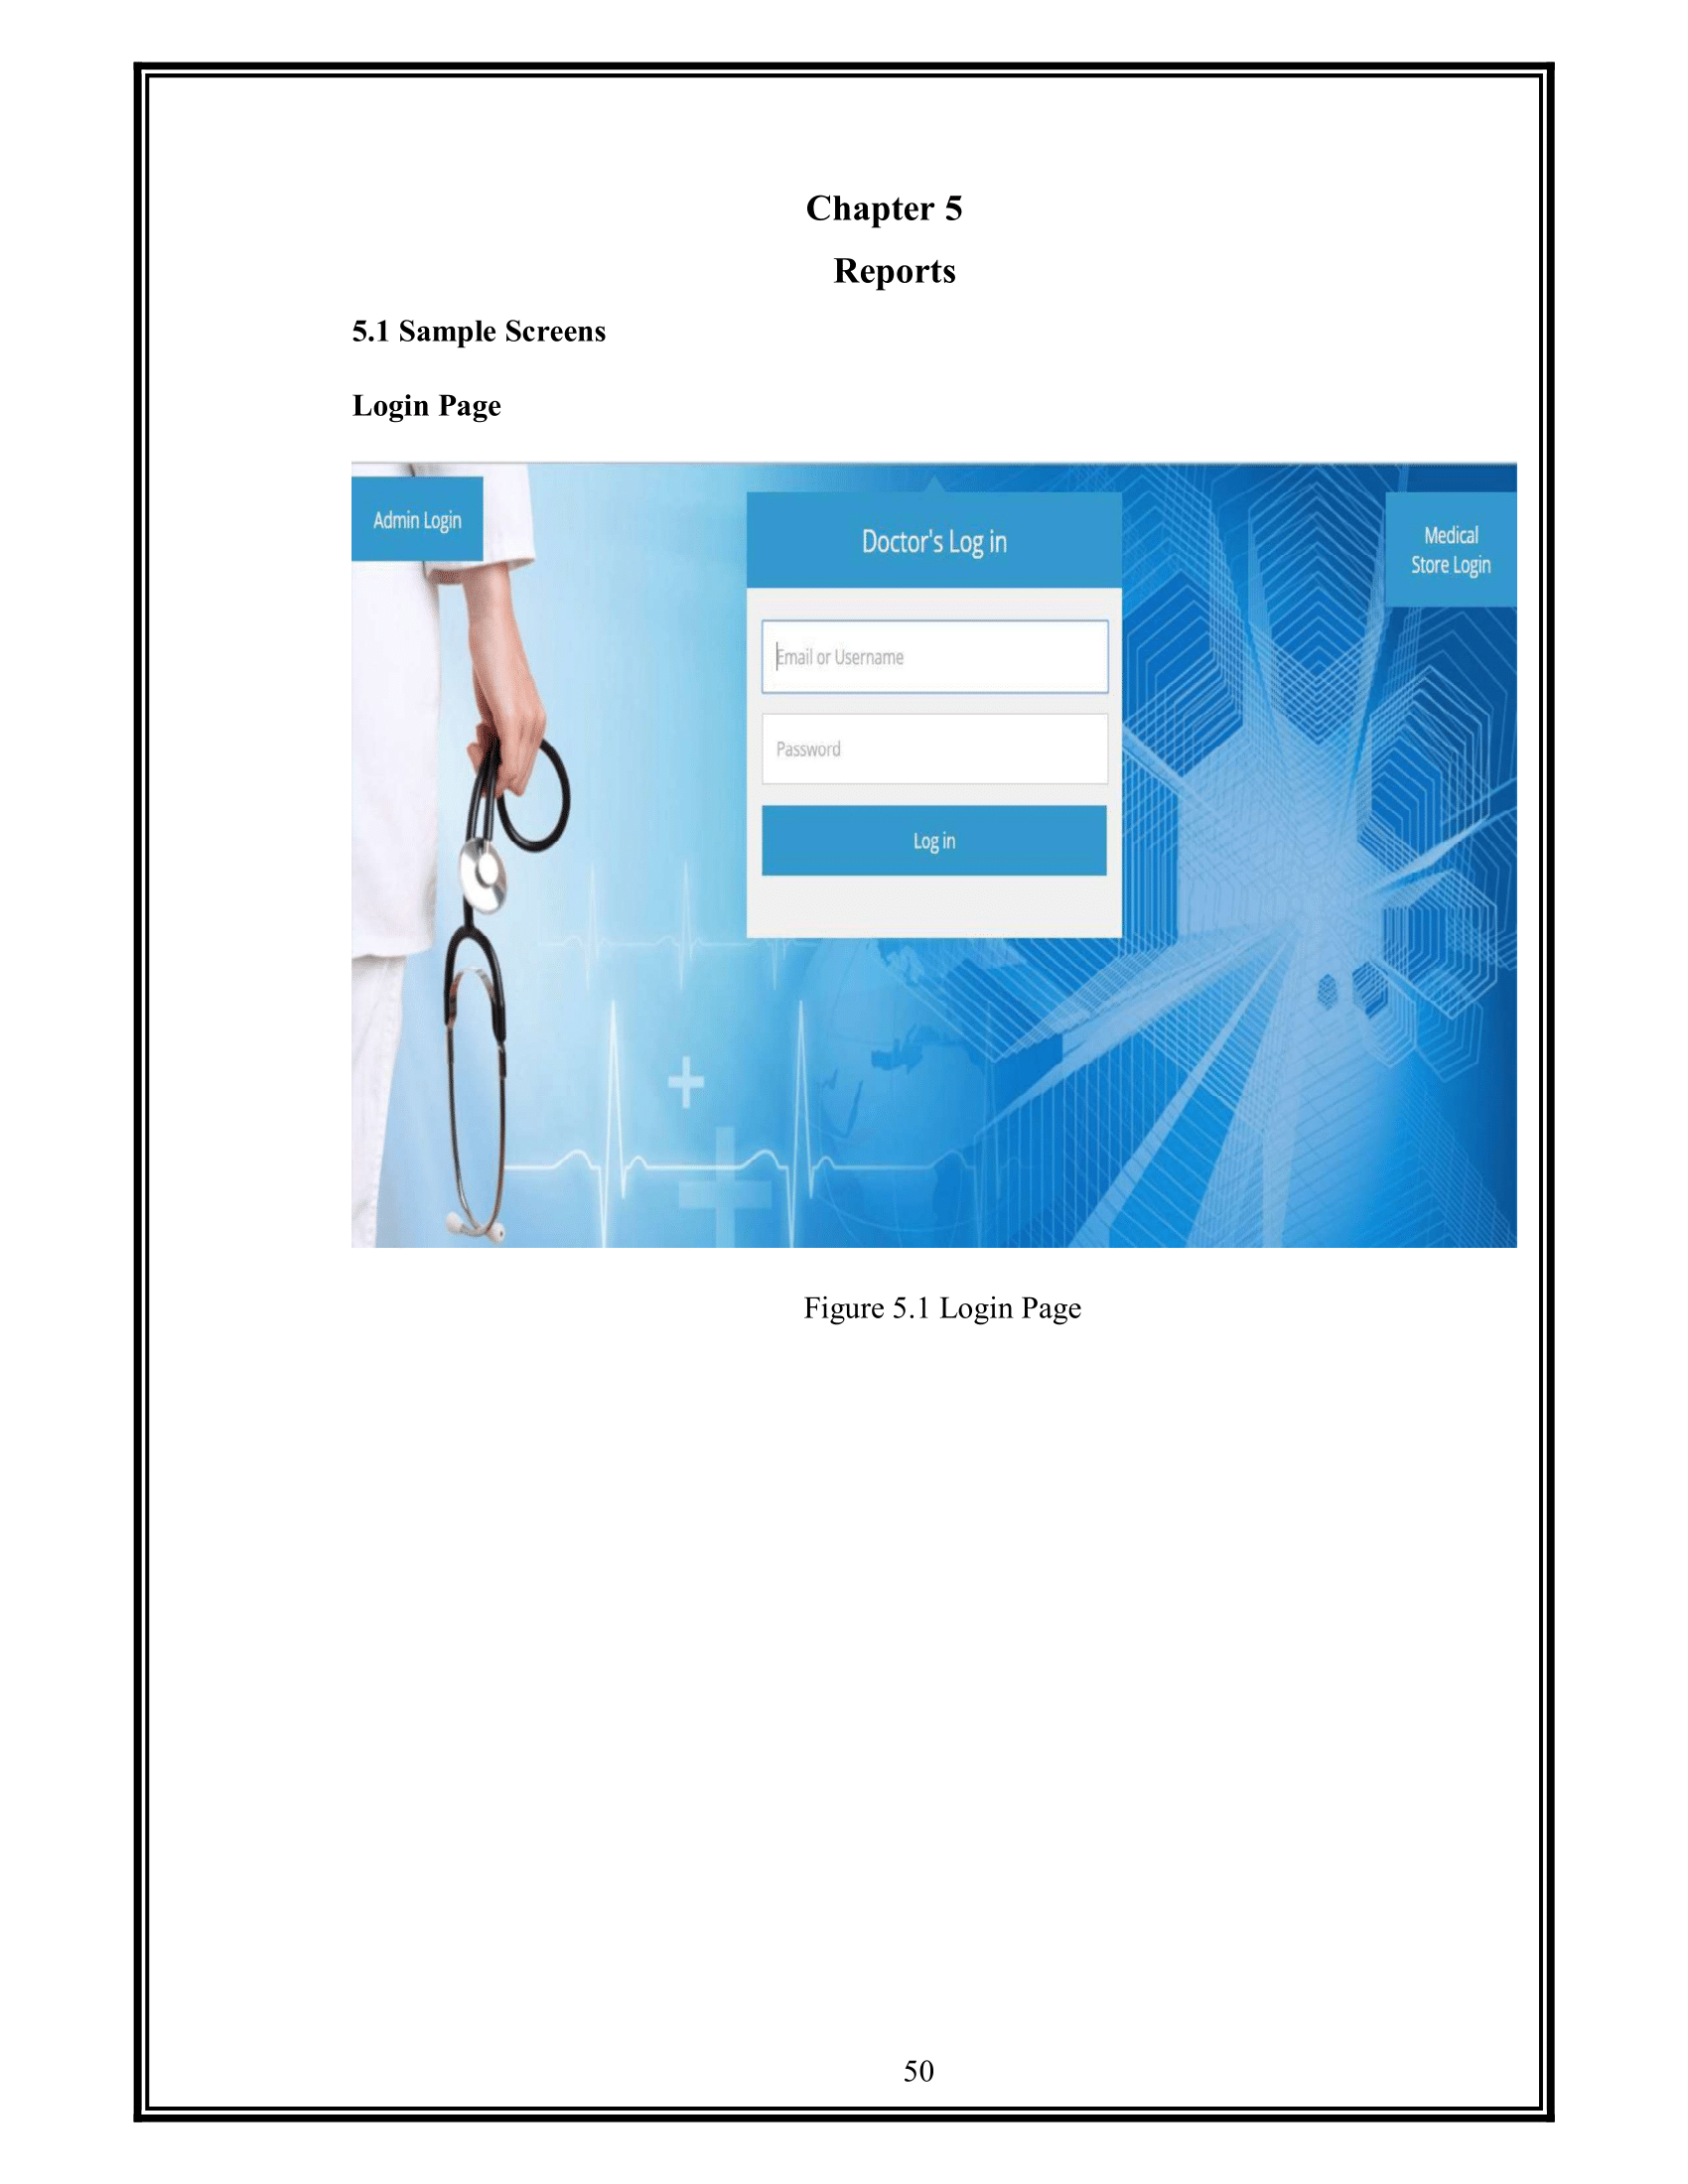 Chapter 5
Reports
5.1 Sample Screens
Login Page
Admin Login
Doctor's Log in
Medical
Store Login
Email or Username
Password
Log in
Figure 5.1 Login Page
50